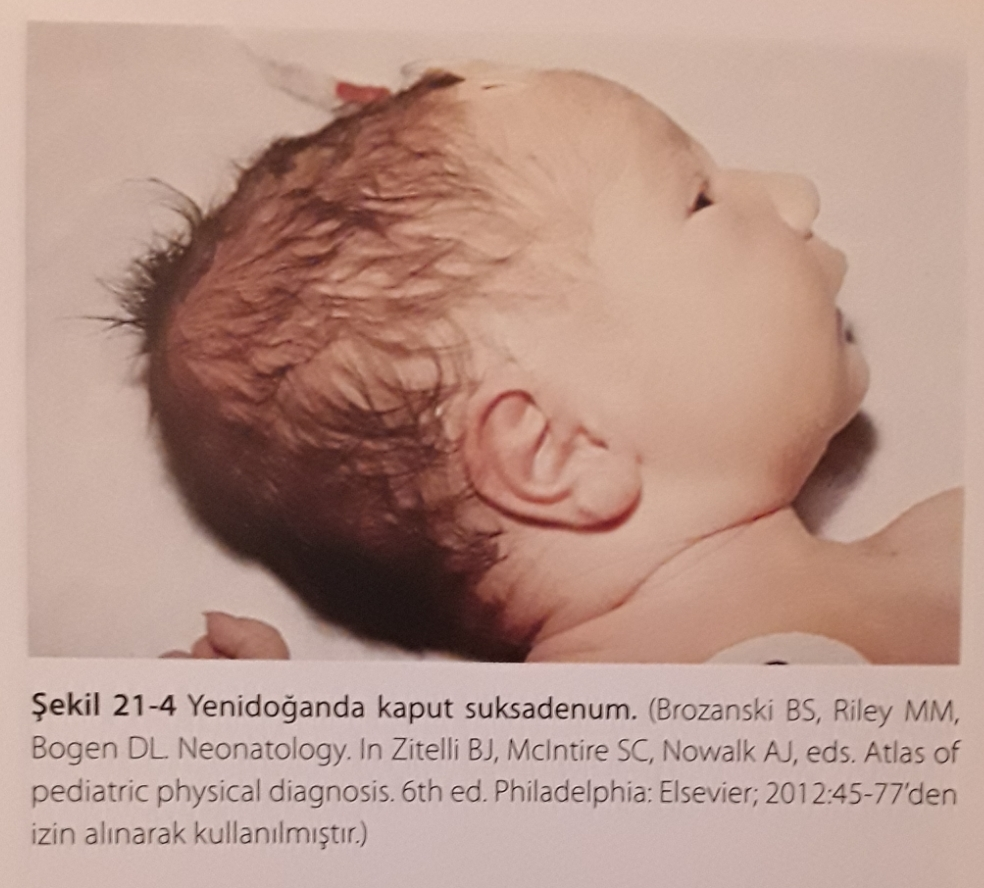 Şekil 21-4 Yenidoğanda kaput suksadenum. (Brozanski BS, Riley MM,
Bogen DL. Neonatology. In Zitelli BJ, McIntire SC, Nowalk AJ, eds. Atlas of
pediatric physical diagnosis. 6th ed. Philadelphia: Elsevier; 2012:45-77'den
izin alınarak kullanılmıştır.)